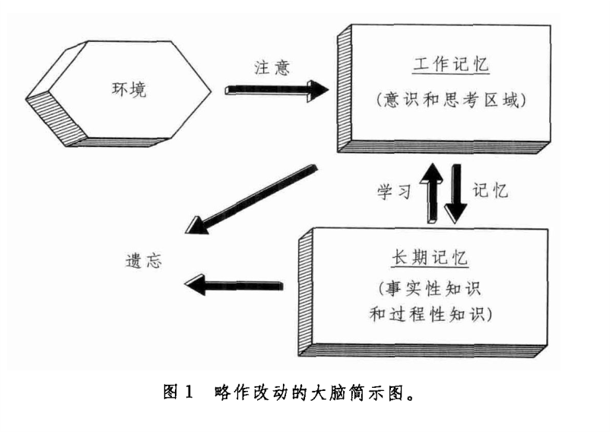 环境
注意
工作记忆
(意识和思考区域)
学习
记忆
遗忘
长期记忆
(事实性知识
和过程性知识)
图1 略作改动的大脑简示图。